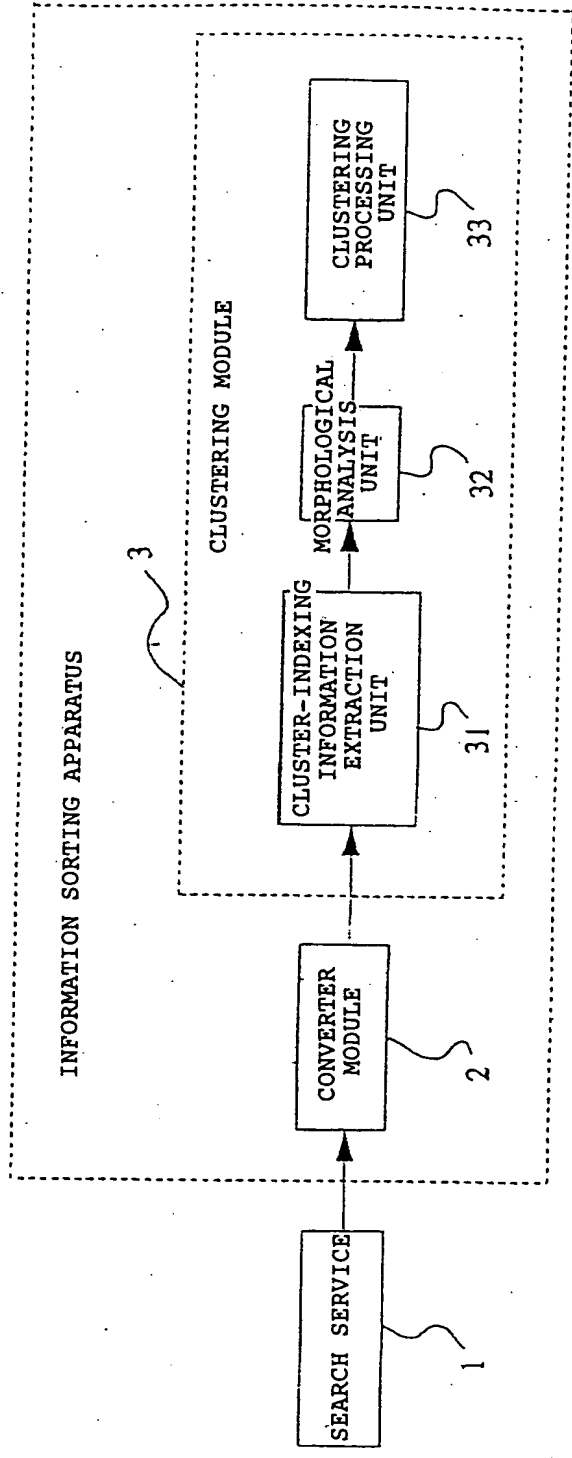 INFORMATION SORTING APPARATUS
3
CLUSTERING MODULE
SEARCH SERVICE
1
CONVERTER
MODULE
2
CLUSTER-INDEXING
INFORMATION
EXTRACTION
UNIT
31
MORPHOLOGICAL
ANALYSIS
UNIT
32
CLUSTERING
PROCESSING
UNIT
33